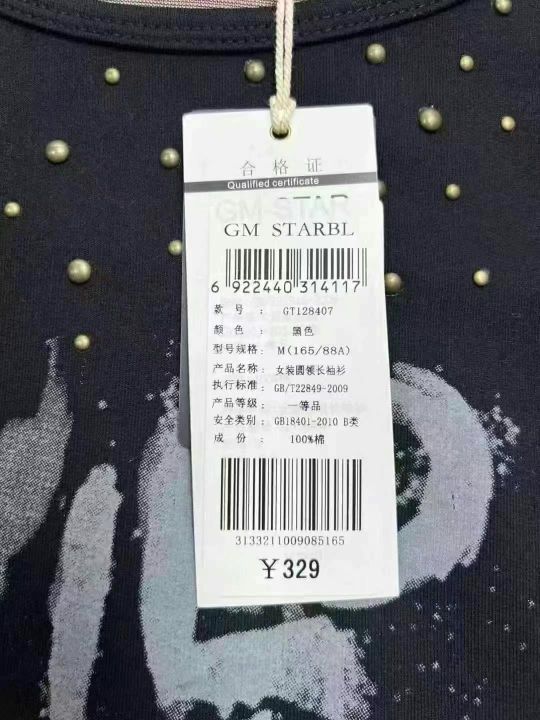 合格证
Qualified certificate
GM-STAR
GM STARBL
6 922440 314117
款 号： GT128407
颜 色： 黑色
型号规格： M(165/88A)
产品名称： 女装圆领长袖衫
执行标准： GB/T22849-2009
产品等级： 一等品
安全类别： GB18401-2010 B类
成 份： 100%棉
3133211009085165
￥329